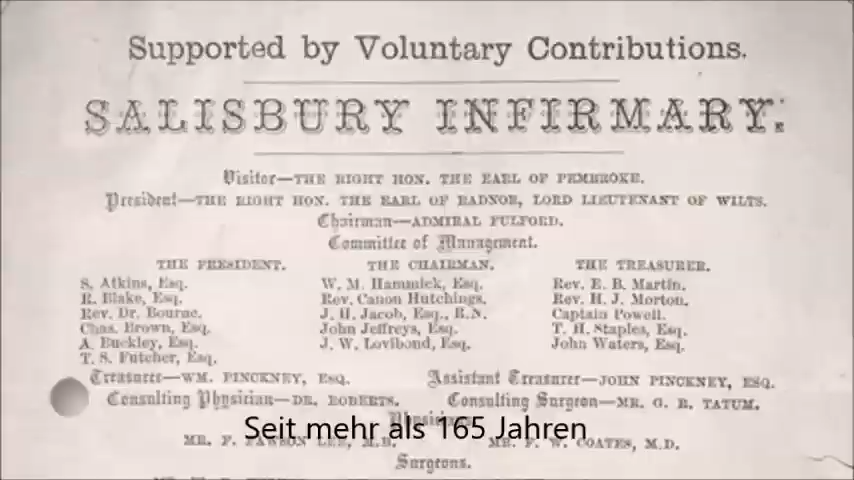 Supported by Voluntary Contributions.
SALISBURY INFIRMARY.
Visitor—THE RIGHT HON. THE EARL OF PEMBROKE.
President—THE RIGHT HON. THE EARL OF RADNOR, LORD LIEUTENANT OF WILTS.
Chairman—ADMIRAL FULFORD.
Committee of Management.
THE PRESIDENT. THE CHAIRMAN. THE TREASURER.
S. Atkins, Esq. W. M. Hammick, Esq. Rev. E. B. Martin.
R. Blake, Esq. Rev. Canon Hutchings. Rev. H. J. Morton.
Rev. Dr. Bourne. J. H. Jacob, Esq., R.N. Captain Powell.
Chas. Brown, Esq. John Jeffreys, Esq. T. H. Staples, Esq.
A. Buckley, Esq. J. W. Lovibond, Esq. John Waters, Esq.
T. S. Futcher, Esq.
Treasurer—WM. PINCKNEY, ESQ. Assistant Treasurer—JOHN PINCKNEY, ESQ.
Consulting Physician—DR. ROBERTS. Consulting Surgeon—MR. G. B. TATUM.
Seit mehr als 165 Jahren
MR. F. LEE, M.B. MR. F. W. COATES, M.D.
Surgeons.